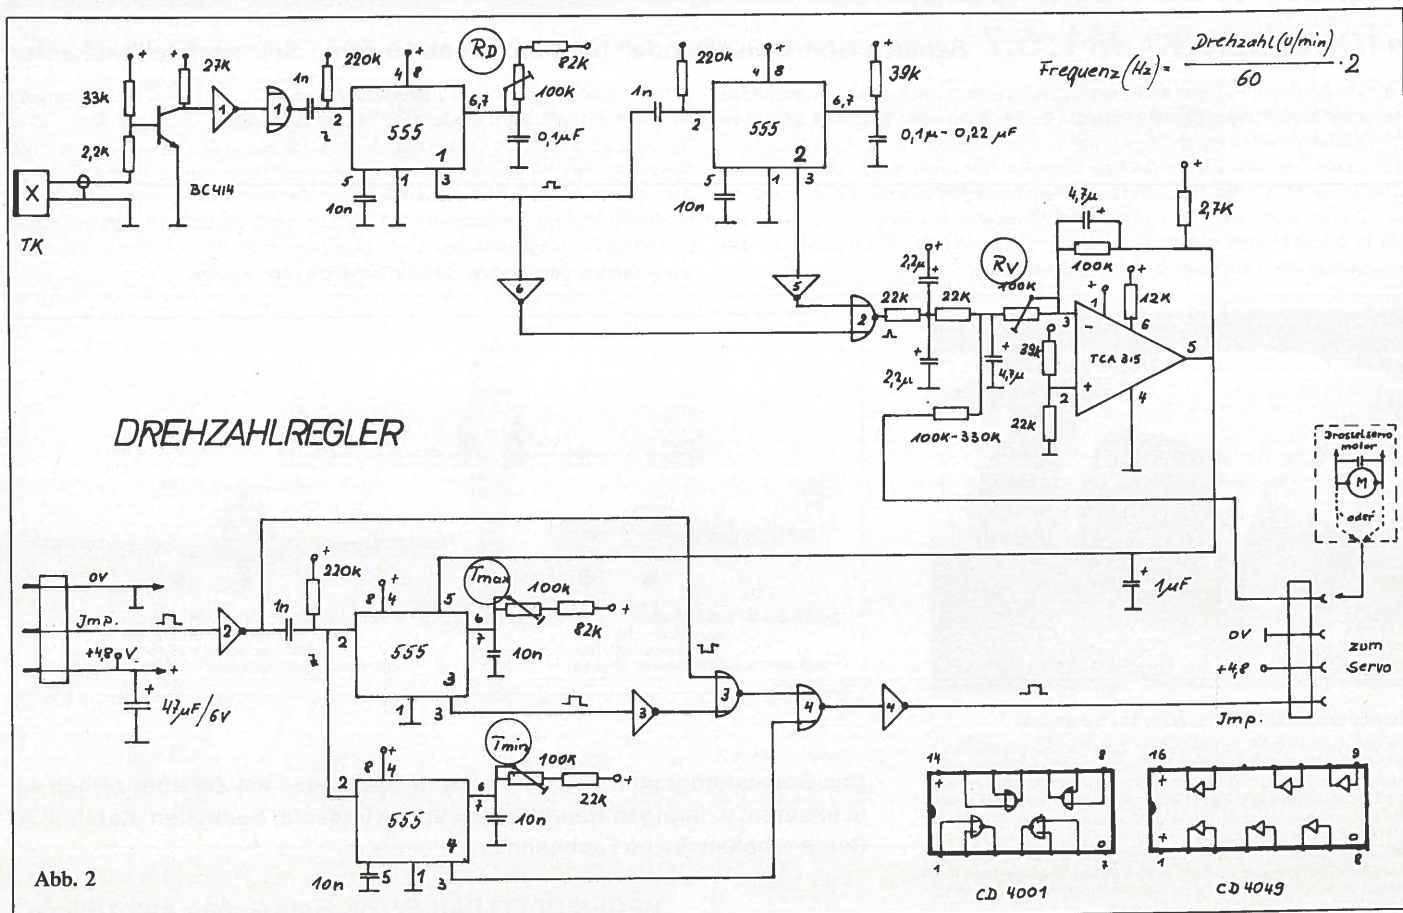 Frequenz (Hz) = Drehzahl (U/min) / 60 · 2
33K
27K
1n
220K
+
4 8
RD
82K
100K
6,7
2
7
555
1
0,1µF
5
1
3
10n
2,2K
BC414
X
TK
1
1
1n
220K
+
4 8
39K
6,7
2
555
2
0,1µ - 0,22 µF
5
1
3
10n
6
5
2
22K
2,2µ
22K
2,2µ
4,7µ
RV
100K
4,7µ
100K
2,7K
12K
39K
22K
3
1
6
TCA 315
5
2
4
100K-330K
DREHZAHLREGLER
Drosselservo
motor
M
oder
0V
Jmp.
+4,8 V
47µF/6V
2
1n
220K
8 4
5
Tmax
100K
82K
6
7
10n
2
7
555
3
1
3
3
3
4
4
1µF
0V
+4,8
Jmp.
zum
Servo
8 4
Tmin
100K
22K
6
7
10n
2
555
4
10n
5
1
3
14
8
1
7
CD 4001
16
9
1
8
CD 4049
Abb. 2